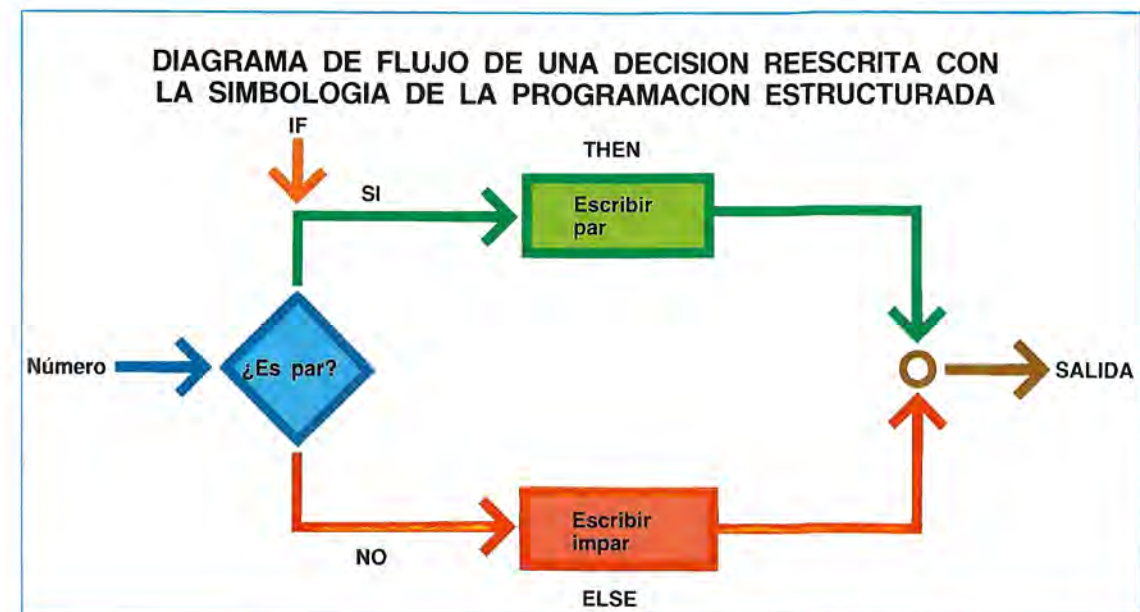 DIAGRAMA DE FLUJO DE UNA DECISION REESCRITA CON
LA SIMBOLOGIA DE LA PROGRAMACION ESTRUCTURADA
IF
THEN
SI
Escribir
par
Número
¿Es par?
SALIDA
Escribir
impar
NO
ELSE